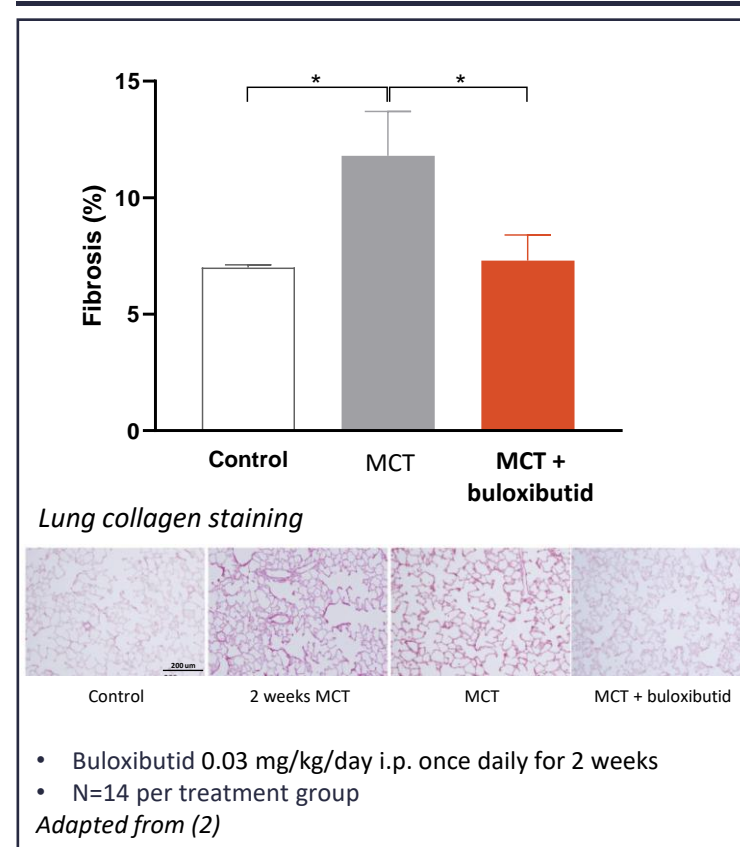 15
10
5
0
Fibrosis (%)
* *
Control MCT MCT +
buloxibutid
Lung collagen staining
200 um
Control 2 weeks MCT MCT MCT + buloxibutid
• Buloxibutid 0.03 mg/kg/day i.p. once daily for 2 weeks
• N=14 per treatment group
Adapted from (2)